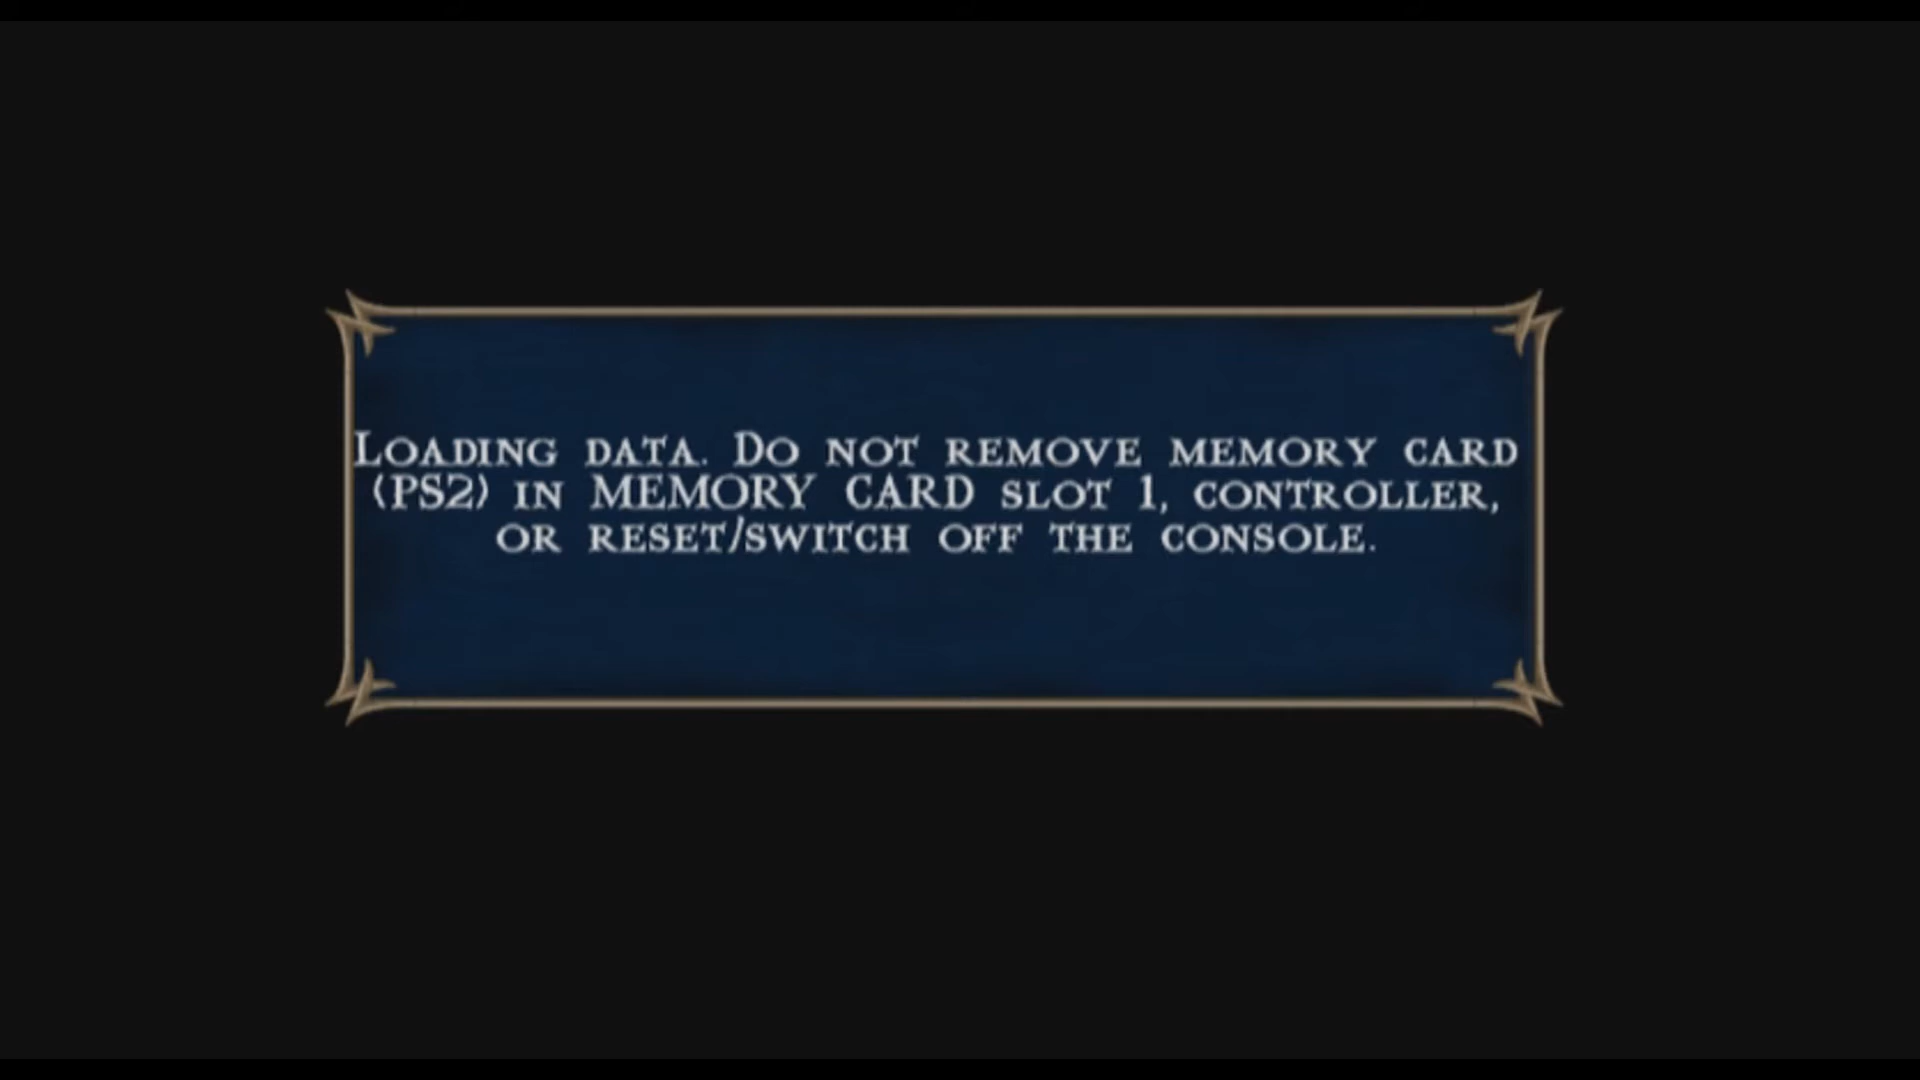 Loading data. Do not remove memory card
(PS2) in MEMORY CARD slot 1, controller,
or reset/switch off the console.